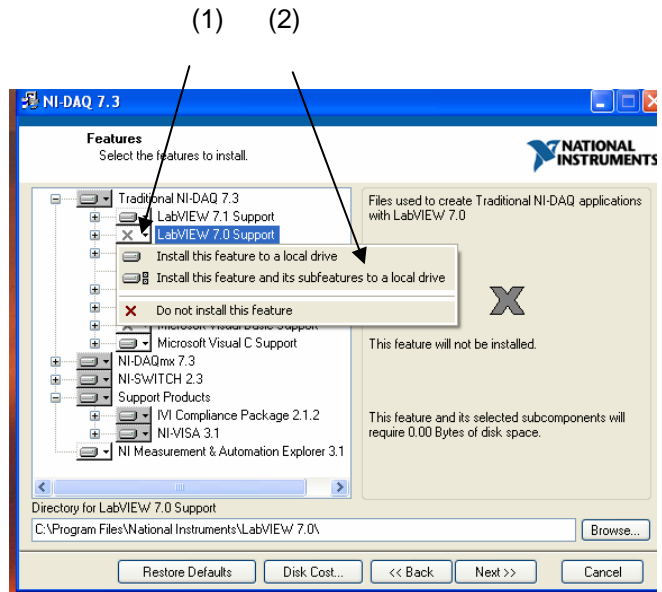 (1) (2)
NI-DAQ 7.3
Features
Select the features to install.
NATIONAL
INSTRUMENTS
Traditional NI-DAQ 7.3
LabVIEW 7.1 Support
LabVIEW 7.0 Support
Install this feature to a local drive
Install this feature and its subfeatures to a local drive
Do not install this feature
Microsoft Visual Basic Support
Microsoft Visual C Support
NI-DAQmx 7.3
NI-SWITCH 2.3
Support Products
IVI Compliance Package 2.1.2
NI-VISA 3.1
NI Measurement & Automation Explorer 3.1
Files used to create Traditional NI-DAQ applications
with LabVIEW 7.0
This feature will not be installed.
This feature and its selected subcomponents will
require 0.00 Bytes of disk space.
Directory for LabVIEW 7.0 Support
C:\Program Files\National Instruments\LabVIEW 7.0\
Browse...
Restore Defaults
Disk Cost...
<< Back
Next >>
Cancel